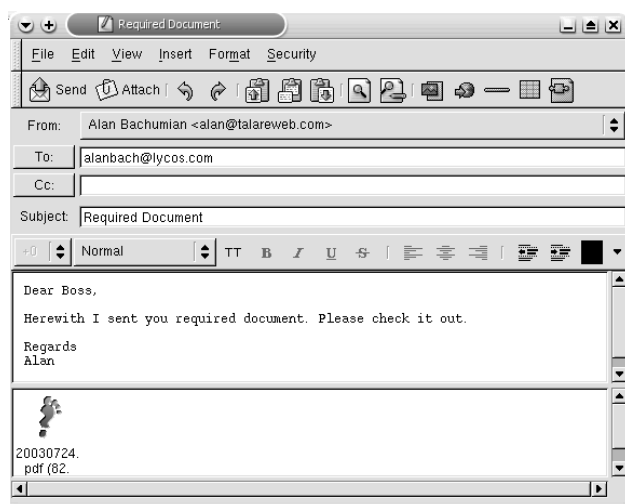 Required Document
File Edit View Insert Format Security
Send Attach
From: Alan Bachumian <alan@talareweb.com>
To: alanbach@lycos.com
Cc:
Subject: Required Document
+0 Normal TT B I U S
Dear Boss,
Herewith I sent you required document. Please check it out.
Regards
Alan
20030724.
pdf (82.